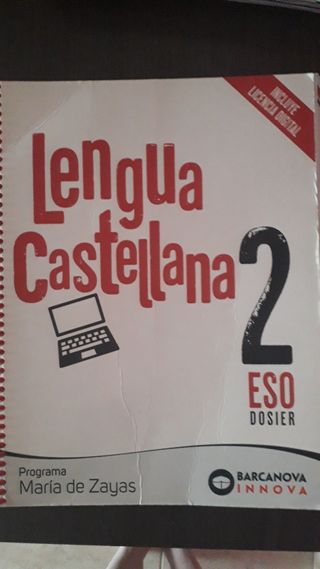 INCLUYE
LICENCIA DIGITAL
Lengua
Castellana
2
ESO
DOSIER
Programa
María de Zayas
BARCANOVA
INNOVA